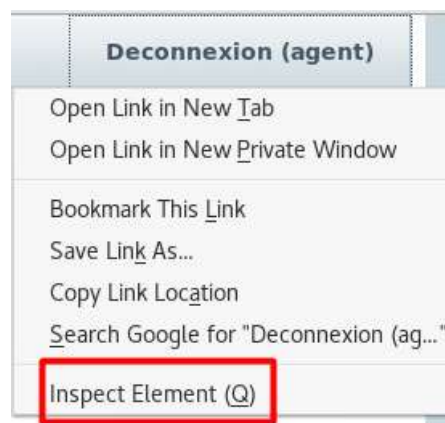 Deconnexion (agent)
Open Link in New Tab
Open Link in New Private Window
Bookmark This Link
Save Link As...
Copy Link Location
Search Google for "Deconnexion (ag..."
Inspect Element (Q)